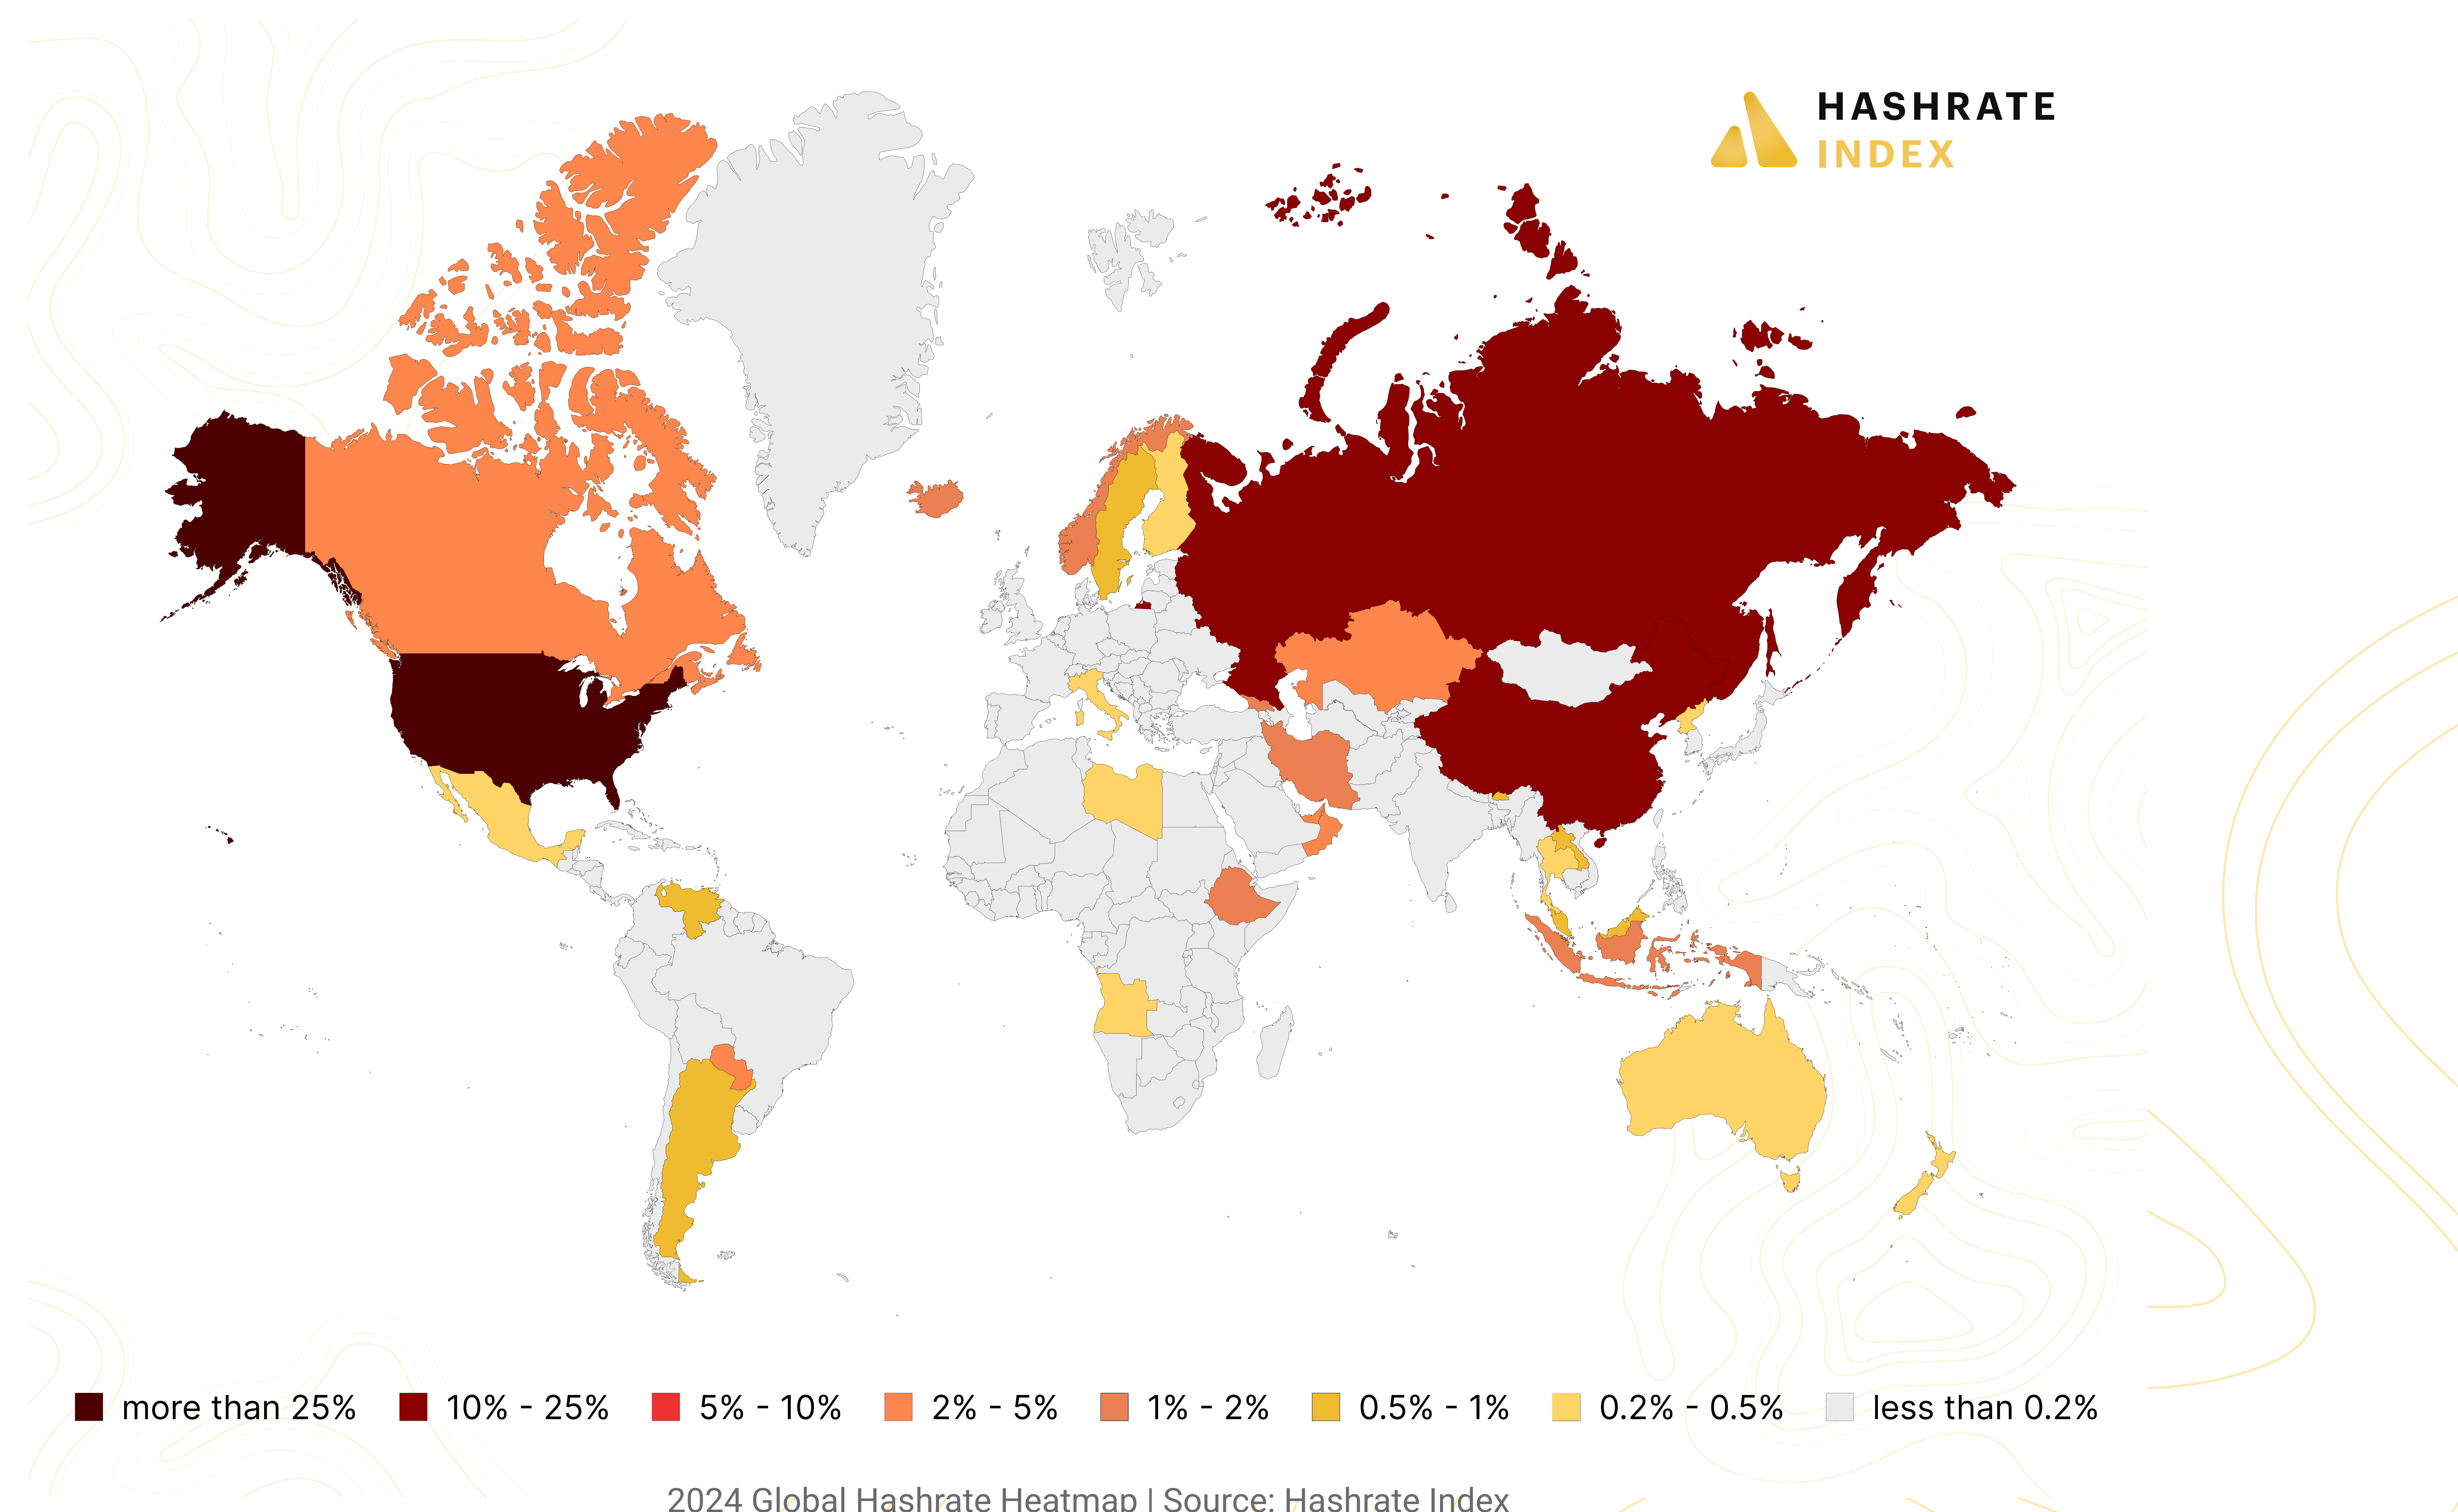 HASHRATE
INDEX
more than 25% 10% - 25% 5% - 10% 2% - 5% 1% - 2% 0.5% - 1% 0.2% - 0.5% less than 0.2%
2024 Global Hashrate Heatmap | Source: Hashrate Index